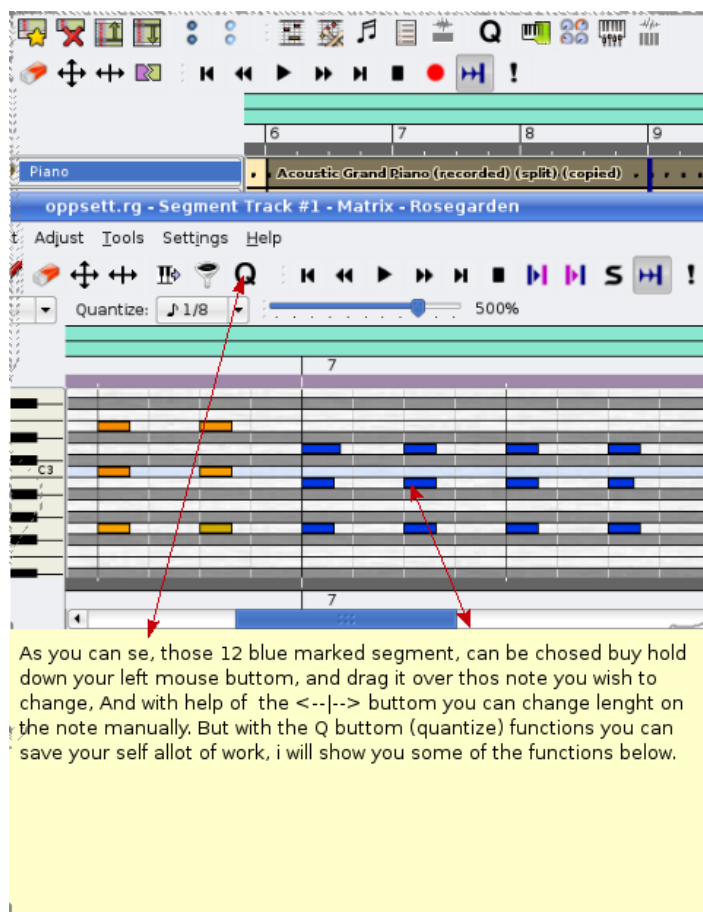 Q
6 7 8 9
Piano
Acoustic Grand Piano (recorded) (split) (copied)
oppsett.rg - Segment Track #1 - Matrix - Rosegarden
t Adjust Tools Settings Help
Q S !
Quantize: 1/8 500%
7
C3
7
As you can se, those 12 blue marked segment, can be chosed buy hold
down your left mouse buttom, and drag it over thos note you wish to
change, And with help of the <--|--> buttom you can change lenght on
the note manually. But with the Q buttom (quantize) functions you can
save your self allot of work, i will show you some of the functions below.